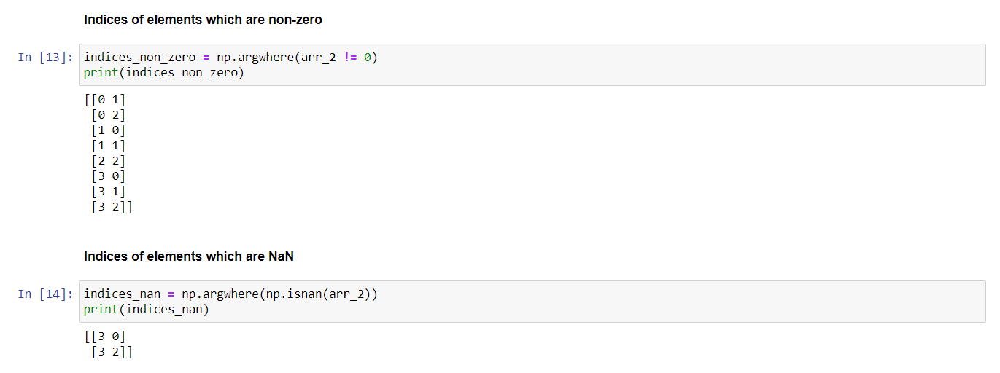 Indices of elements which are non-zero
In [13]: indices_non_zero = np.argwhere(arr_2 != 0)
print(indices_non_zero)
[[0 1]
 [0 2]
 [1 0]
 [1 1]
 [2 2]
 [3 0]
 [3 1]
 [3 2]]
Indices of elements which are NaN
In [14]: indices_nan = np.argwhere(np.isnan(arr_2))
print(indices_nan)
[[3 0]
 [3 2]]